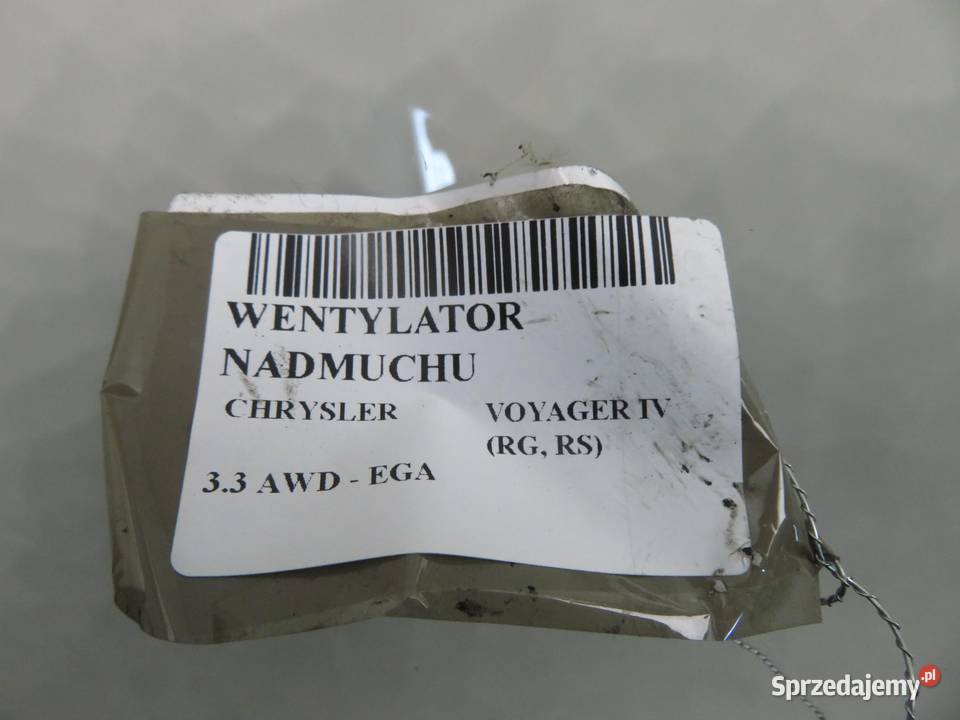 WENTYLATOR
NADMUCHU
CHRYSLER VOYAGER IV
(RG, RS)
3.3 AWD - EGA
Sprzedajemy.pl